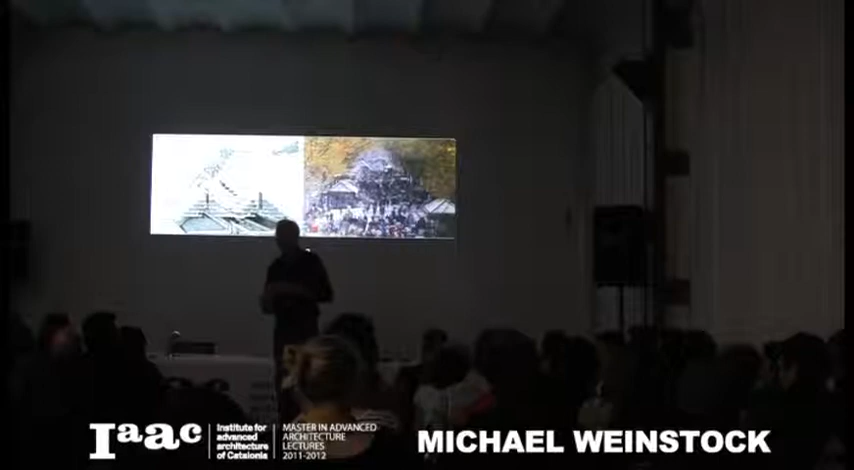 Iaac
Institute for
advanced
architecture
of Catalonia
MASTER IN ADVANCED
ARCHITECTURE
LECTURES
2011-2012
MICHAEL WEINSTOCK